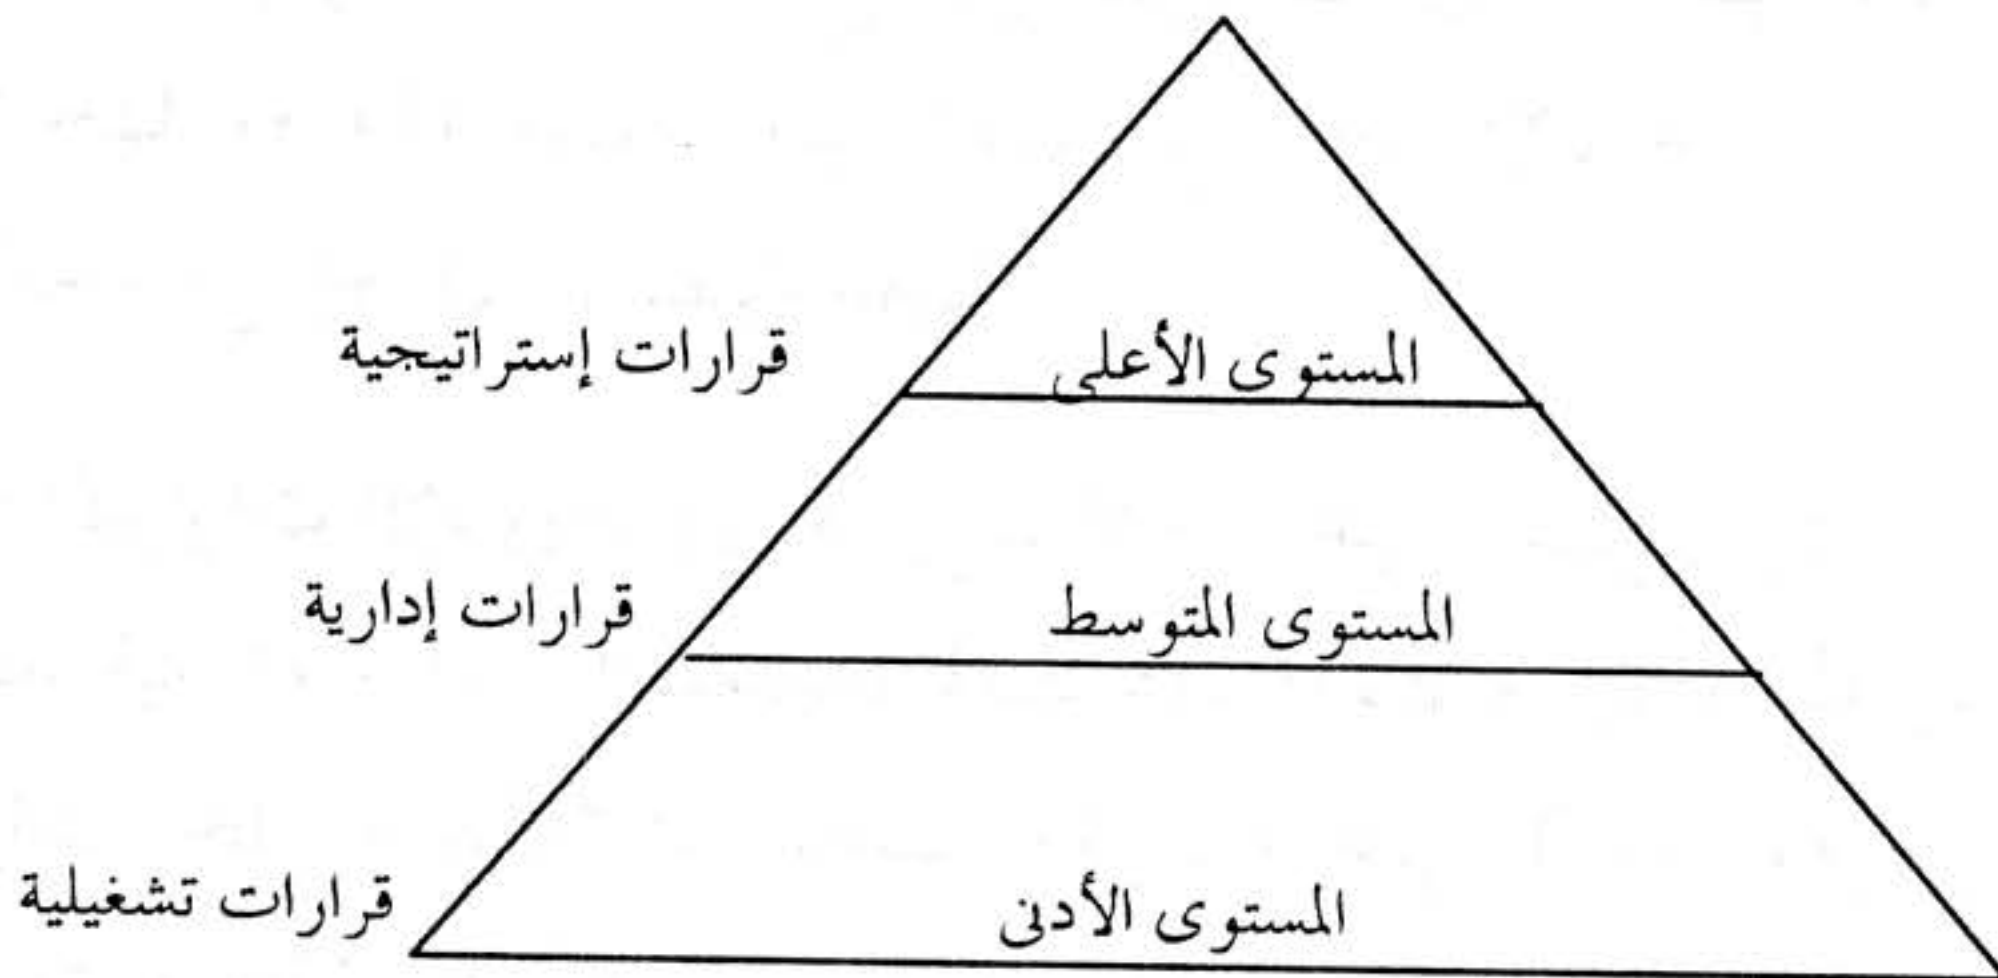 المستوى الأعلى
قرارات إستراتيجية
المستوى المتوسط
قرارات إدارية
المستوى الأدنى
قرارات تشغيلية